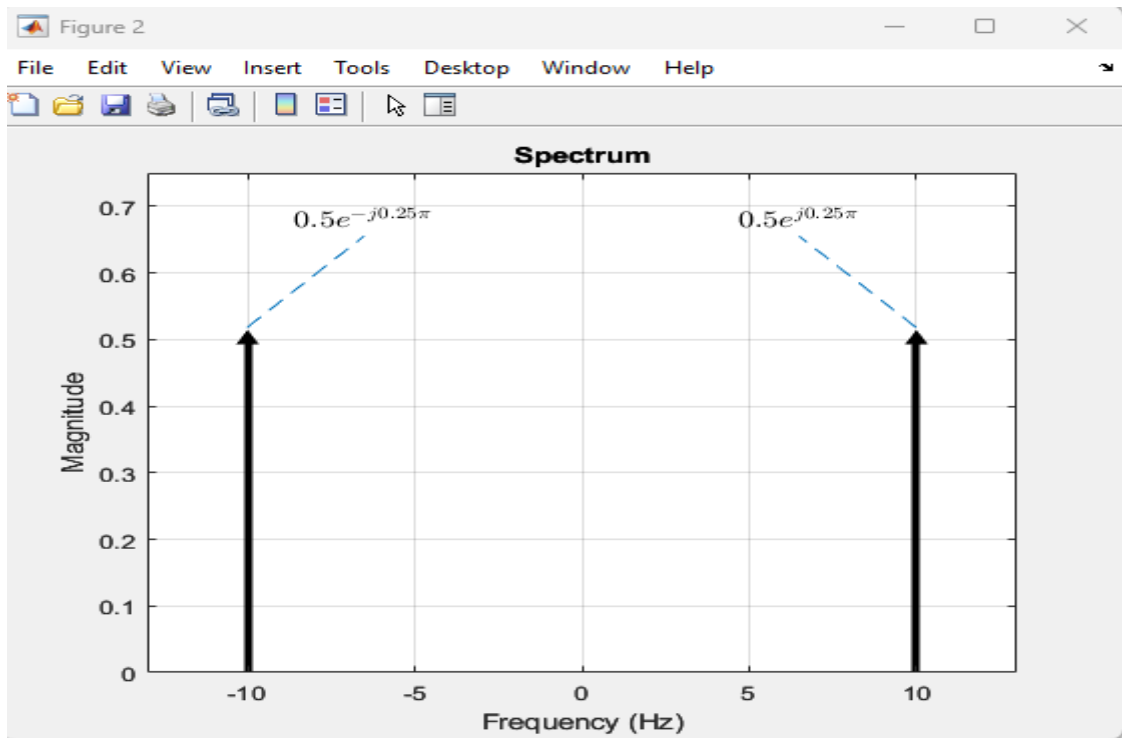 Figure 2
File Edit View Insert Tools Desktop Window Help
Spectrum
0.7
0.5e^{-j0.25π} 0.5e^{j0.25π}
0.6
0.5
0.4
Magnitude
0.3
0.2
0.1
0
-10 -5 0 5 10
Frequency (Hz)